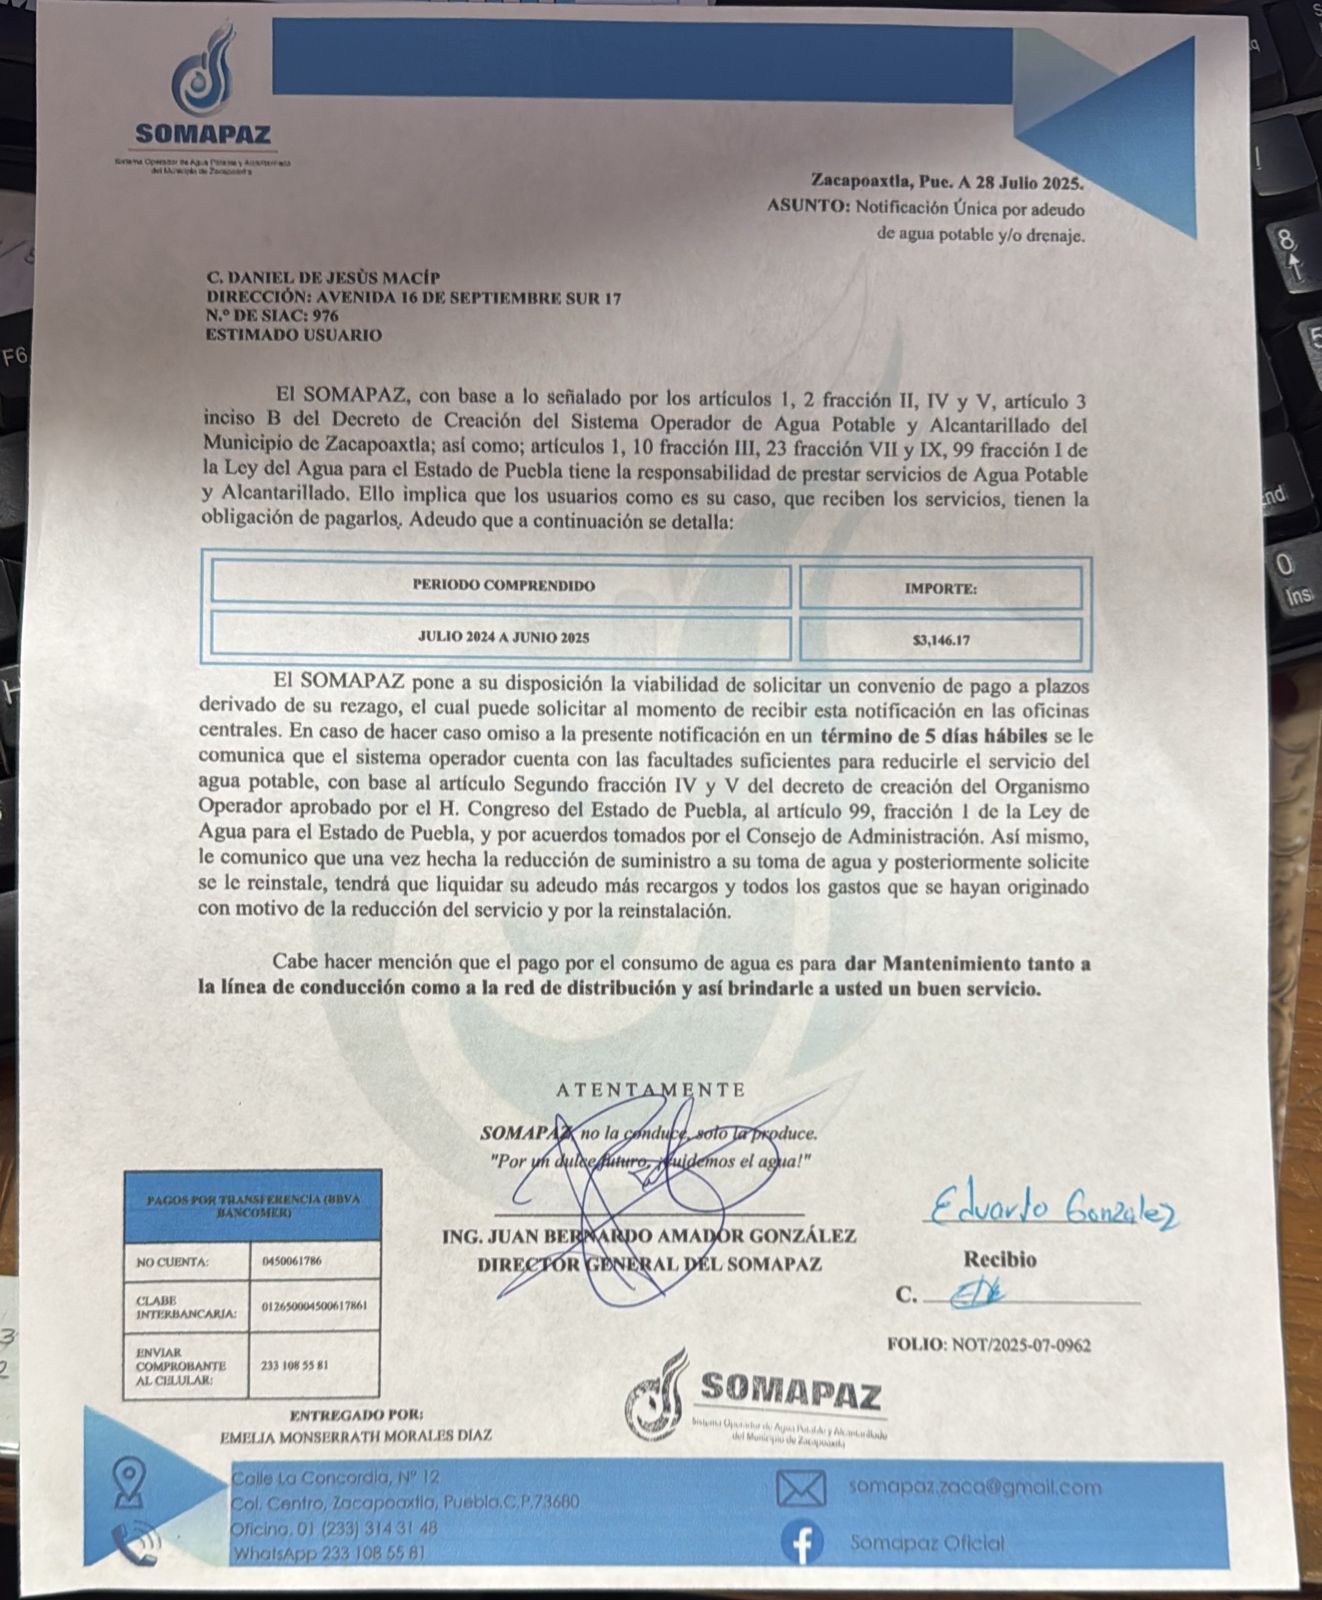 SOMAPAZ
Sistema Operador de Agua Potable y Alcantarillado
del Municipio de Zacapoaxtla
Zacapoaxtla, Pue. A 28 Julio 2025.
ASUNTO: Notificación Única por adeudo
de agua potable y/o drenaje.
C. DANIEL DE JESÙS MACÍP
DIRECCIÓN: AVENIDA 16 DE SEPTIEMBRE SUR 17
N.º DE SIAC: 976
ESTIMADO USUARIO
El SOMAPAZ, con base a lo señalado por los artículos 1, 2 fracción II, IV y V, artículo 3
inciso B del Decreto de Creación del Sistema Operador de Agua Potable y Alcantarillado del
Municipio de Zacapoaxtla; así como; artículos 1, 10 fracción III, 23 fracción VII y IX, 99 fracción I de
la Ley del Agua para el Estado de Puebla tiene la responsabilidad de prestar servicios de Agua Potable
y Alcantarillado. Ello implica que los usuarios como es su caso, que reciben los servicios, tienen la
obligación de pagarlos. Adeudo que a continuación se detalla:
PERIODO COMPRENDIDO IMPORTE:
JULIO 2024 A JUNIO 2025 $3,146.17
El SOMAPAZ pone a su disposición la viabilidad de solicitar un convenio de pago a plazos
derivado de su rezago, el cual puede solicitar al momento de recibir esta notificación en las oficinas
centrales. En caso de hacer caso omiso a la presente notificación en un término de 5 días hábiles se le
comunica que el sistema operador cuenta con las facultades suficientes para reducirle el servicio del
agua potable, con base al artículo Segundo fracción IV y V del decreto de creación del Organismo
Operador aprobado por el H. Congreso del Estado de Puebla, al artículo 99, fracción 1 de la Ley de
Agua para el Estado de Puebla, y por acuerdos tomados por el Consejo de Administración. Así mismo,
le comunico que una vez hecha la reducción de suministro a su toma de agua y posteriormente solicite
se le reinstale, tendrá que liquidar su adeudo más recargos y todos los gastos que se hayan originado
con motivo de la reducción del servicio y por la reinstalación.
Cabe hacer mención que el pago por el consumo de agua es para dar Mantenimiento tanto a
la línea de conducción como a la red de distribución y así brindarle a usted un buen servicio.
ATENTAMENTE
SOMAPAZ no la conduce, solo la produce.
"Por un dulce futuro, ¡cuidemos el agua!"
ING. JUAN BERNARDO AMADOR GONZÁLEZ
DIRECTOR GENERAL DEL SOMAPAZ
Eduardo Gonzalez
Recibio
C.
FOLIO: NOT/2025-07-0962
PAGOS POR TRANSFERENCIA (BBVA
BANCOMER)
NO CUENTA: 0450061786
CLABE
INTERBANCARIA: 012650004500617861
ENVIAR
COMPROBANTE
AL CELULAR: 233 108 55 81
ENTREGADO POR:
EMELIA MONSERRATH MORALES DIAZ
SOMAPAZ
Sistema Operador de Agua Potable y Alcantarillado
del Municipio de Zacapoaxtla
Calle La Concordia, Nº 12
Col. Centro, Zacapoaxtla, Puebla.C.P.73680
Oficina. 01 (233) 314 31 48
WhatsApp 233 108 55 81
somapaz.zaca@gmail.com
Somapaz Oficial
F6
8
5
0
Ins